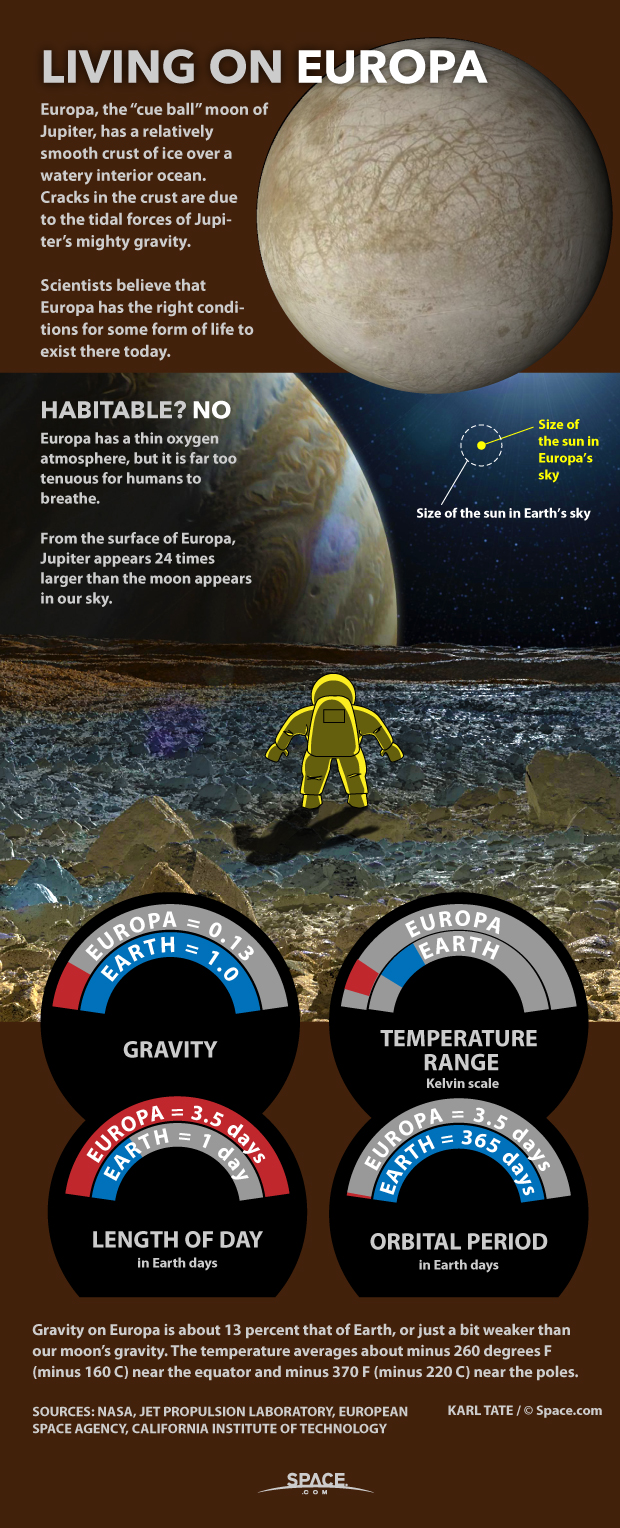 LIVING ON EUROPA
Europa, the “cue ball” moon of
Jupiter, has a relatively
smooth crust of ice over a
watery interior ocean.
Cracks in the crust are due
to the tidal forces of Jupi-
ter’s mighty gravity.
Scientists believe that
Europa has the right condi-
tions for some form of life to
exist there today.
HABITABLE? NO
Europa has a thin oxygen
atmosphere, but it is far too
tenuous for humans to
breathe.
From the surface of Europa,
Jupiter appears 24 times
larger than the moon appears
in our sky.
Size of
the sun in
Europa’s
sky
Size of the sun in Earth’s sky
EUROPA = 0.13
EARTH = 1.0
GRAVITY
EUROPA
EARTH
TEMPERATURE
RANGE
Kelvin scale
EUROPA = 3.5 days
EARTH = 1 day
LENGTH OF DAY
in Earth days
EUROPA = 3.5 days
EARTH = 365 days
ORBITAL PERIOD
in Earth days
Gravity on Europa is about 13 percent that of Earth, or just a bit weaker than
our moon’s gravity. The temperature averages about minus 260 degrees F
(minus 160 C) near the equator and minus 370 F (minus 220 C) near the poles.
SOURCES: NASA, JET PROPULSION LABORATORY, EUROPEAN
SPACE AGENCY, CALIFORNIA INSTITUTE OF TECHNOLOGY
KARL TATE / © Space.com
SPACE
.COM